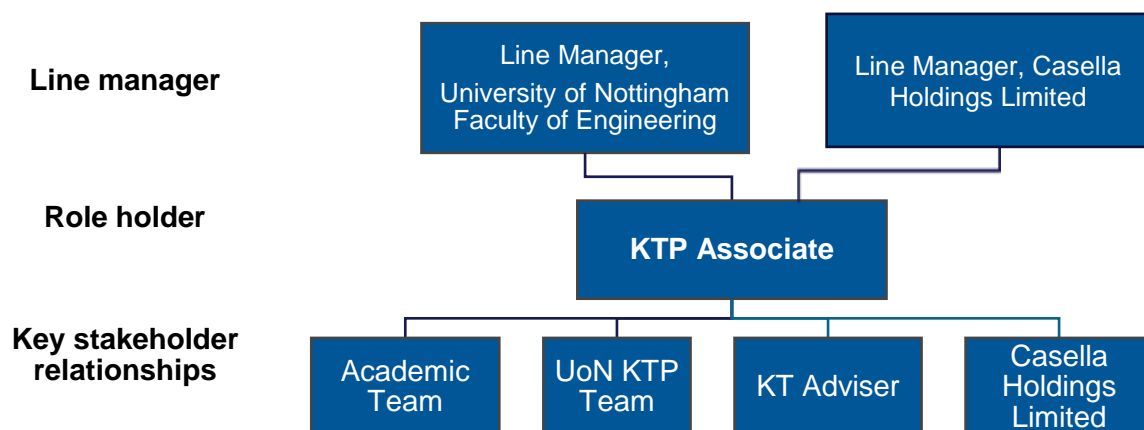 Line manager
Line Manager,
University of Nottingham
Faculty of Engineering
Line Manager, Casella
Holdings Limited
Role holder
KTP Associate
Key stakeholder
relationships
Academic
Team
UoN KTP
Team
KT Adviser
Casella
Holdings
Limited